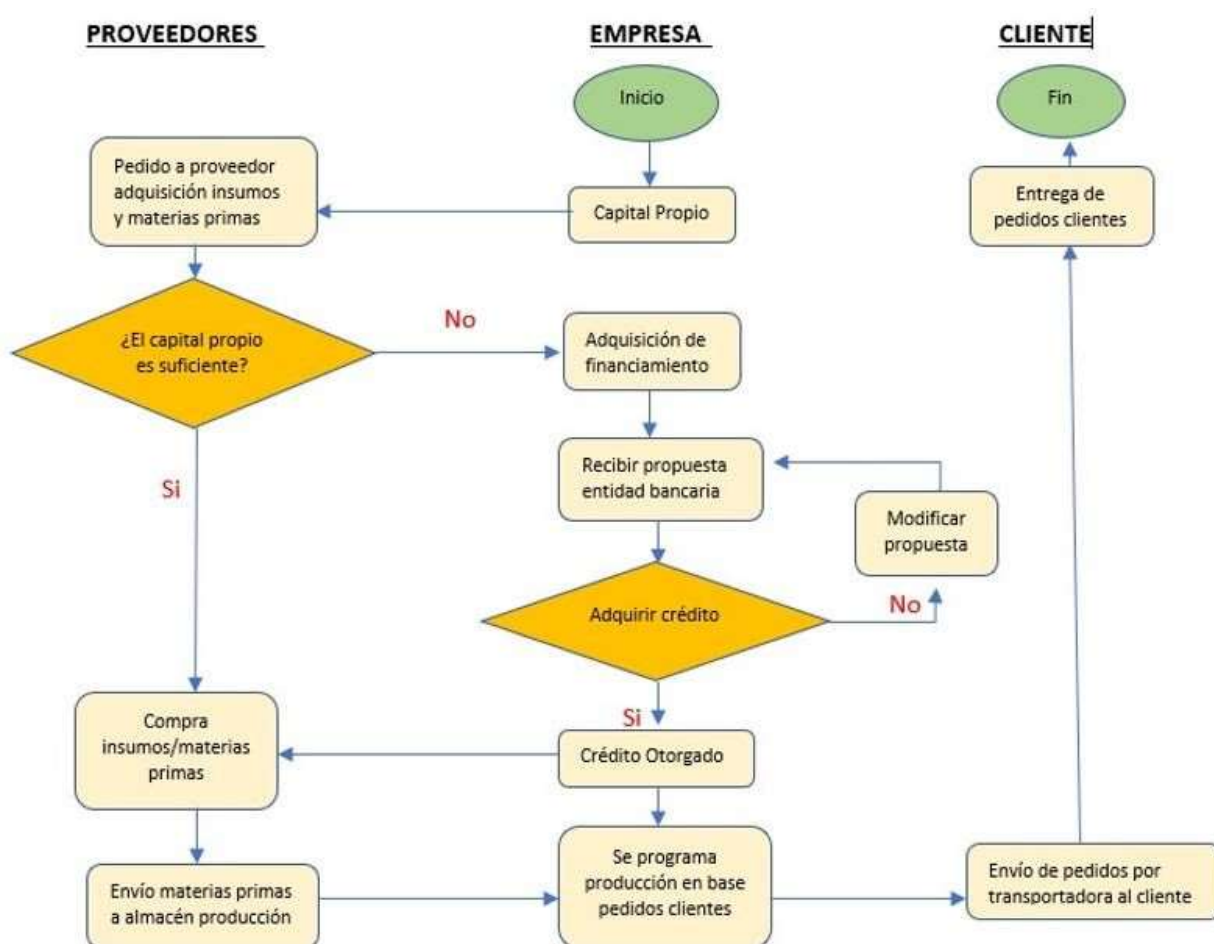 PROVEEDORES
EMPRESA
CLIENTE
Inicio
Fin
Pedido a proveedor
adquisición insumos
y materias primas
Capital Propio
Entrega de
pedidos clientes
¿El capital propio
es suficiente?
No
Adquisición de
financiamiento
Si
Recibir propuesta
entidad bancaria
Modificar
propuesta
Adquirir crédito
No
Si
Compra
insumos/materias
primas
Crédito Otorgado
Envío materias primas
a almacén producción
Se programa
producción en base
pedidos clientes
Envío de pedidos por
transportadora al cliente